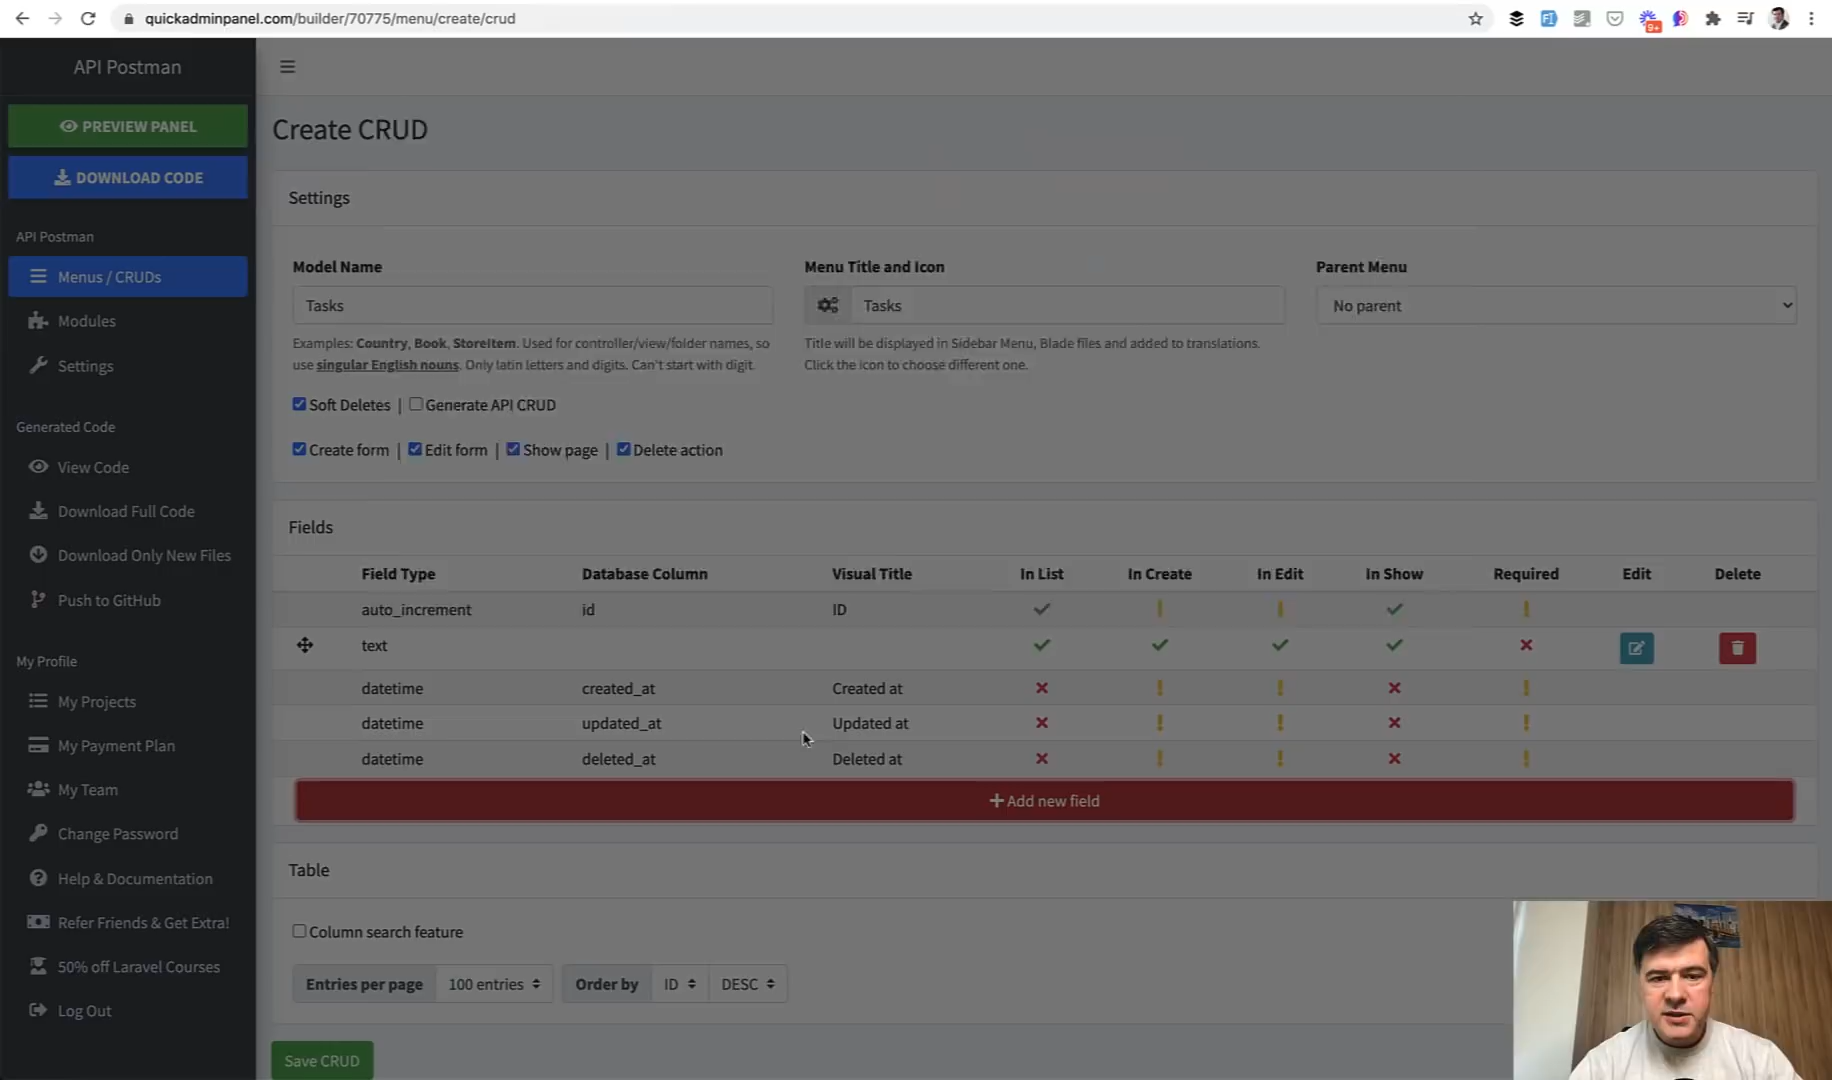 quickadminpanel.com/builder/70775/menu/create/crud
9+
API Postman
PREVIEW PANEL
DOWNLOAD CODE
API Postman
Menus / CRUDs
Modules
Settings
Generated Code
View Code
Download Full Code
Download Only New Files
Push to GitHub
My Profile
My Projects
My Payment Plan
My Team
Change Password
Help & Documentation
Refer Friends & Get Extra!
50% off Laravel Courses
Log Out
Create CRUD
Settings
Model Name
Tasks
Examples: Country, Book, StoreItem. Used for controller/view/folder names, so
use singular English nouns. Only latin letters and digits. Can't start with digit.
Menu Title and Icon
Tasks
Title will be displayed in Sidebar Menu, Blade files and added to translations.
Click the icon to choose different one.
Parent Menu
No parent
Soft Deletes | Generate API CRUD
Create form | Edit form | Show page | Delete action
Fields
Field Type Database Column Visual Title In List In Create In Edit In Show Required Edit Delete
auto_increment id ID
text
datetime created_at Created at
datetime updated_at Updated at
datetime deleted_at Deleted at
+ Add new field
Table
Column search feature
Entries per page 100 entries Order by ID DESC
Save CRUD